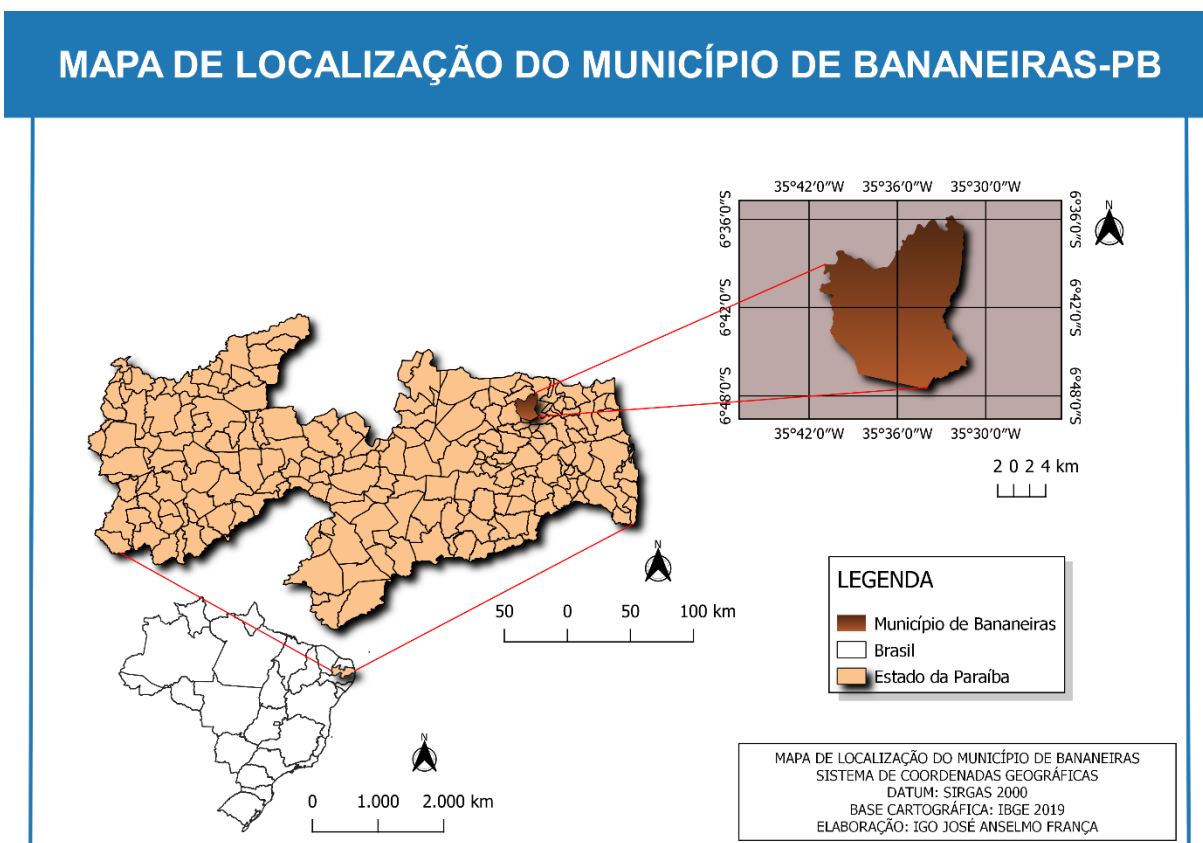 MAPA DE LOCALIZAÇÃO DO MUNICÍPIO DE BANANEIRAS-PB
35°42'0"W 35°36'0"W 35°30'0"W
6°36'0"S
6°42'0"S
6°48'0"S
6°36'0"S
6°42'0"S
6°48'0"S
35°42'0"W 35°36'0"W 35°30'0"W
N
2 0 2 4 km
N
50 0 50 100 km
LEGENDA
Município de Bananeiras
Brasil
Estado da Paraíba
N
0 1.000 2.000 km
MAPA DE LOCALIZAÇÃO DO MUNICÍPIO DE BANANEIRAS
SISTEMA DE COORDENADAS GEOGRÁFICAS
DATUM: SIRGAS 2000
BASE CARTOGRÁFICA: IBGE 2019
ELABORAÇÃO: IGO JOSÉ ANSELMO FRANÇA